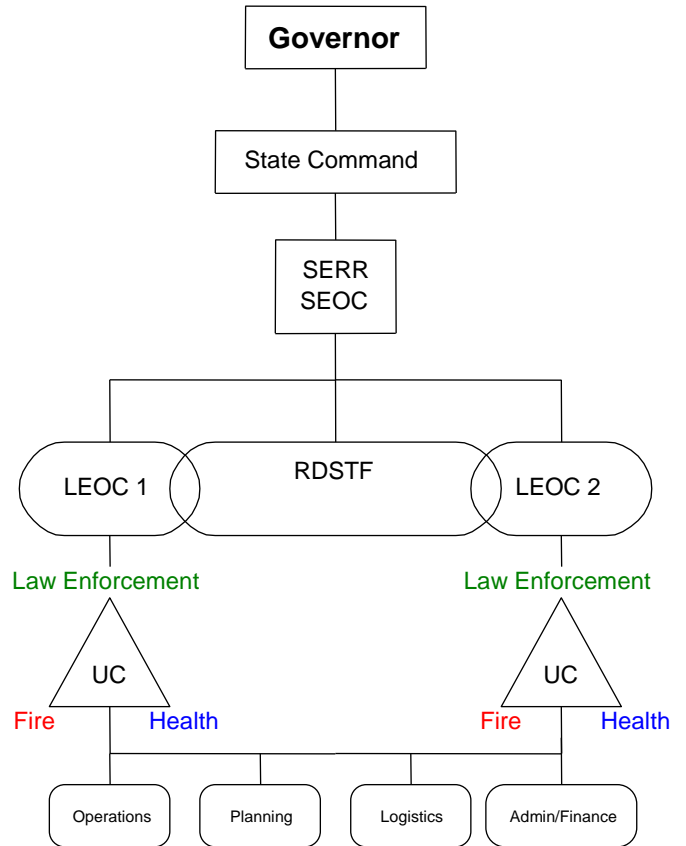 Governor
State Command
SERR
SEOC
LEOC 1
RDSTF
LEOC 2
Law Enforcement
Law Enforcement
UC
UC
Fire
Health
Fire
Health
Operations
Planning
Logistics
Admin/Finance